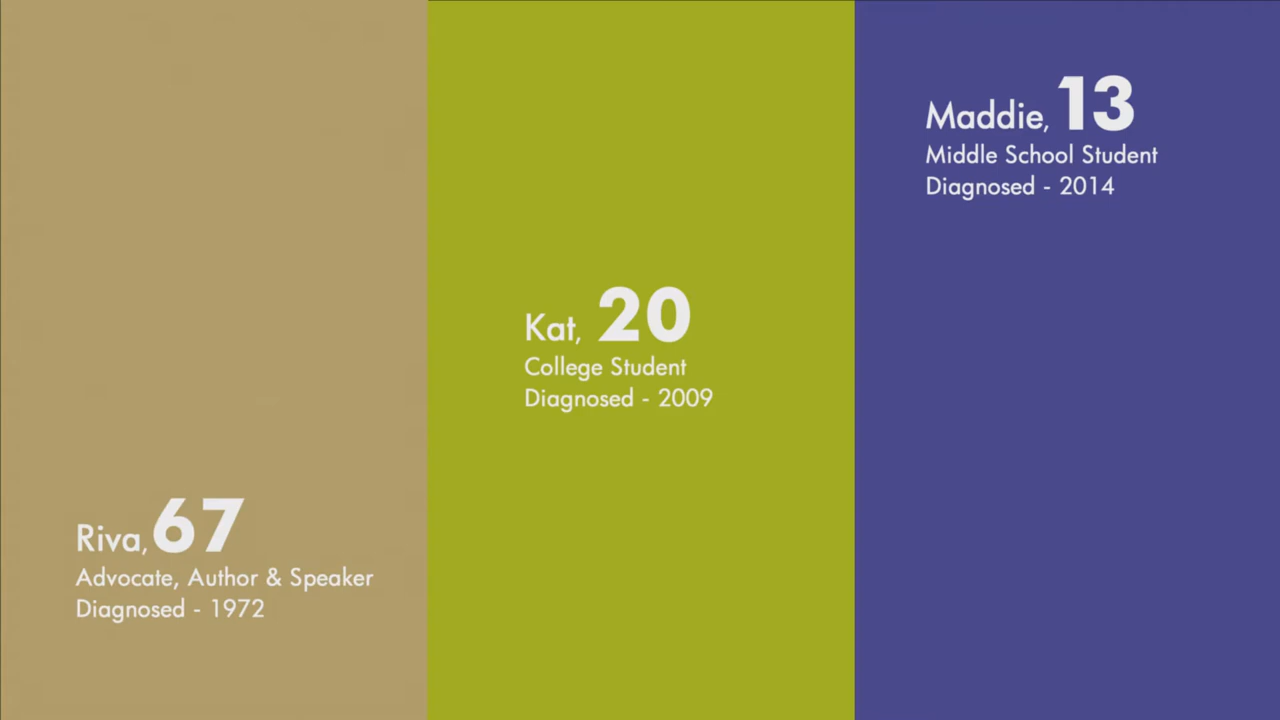 Riva, 67
Advocate, Author & Speaker
Diagnosed - 1972
Kat, 20
College Student
Diagnosed - 2009
Maddie, 13
Middle School Student
Diagnosed - 2014